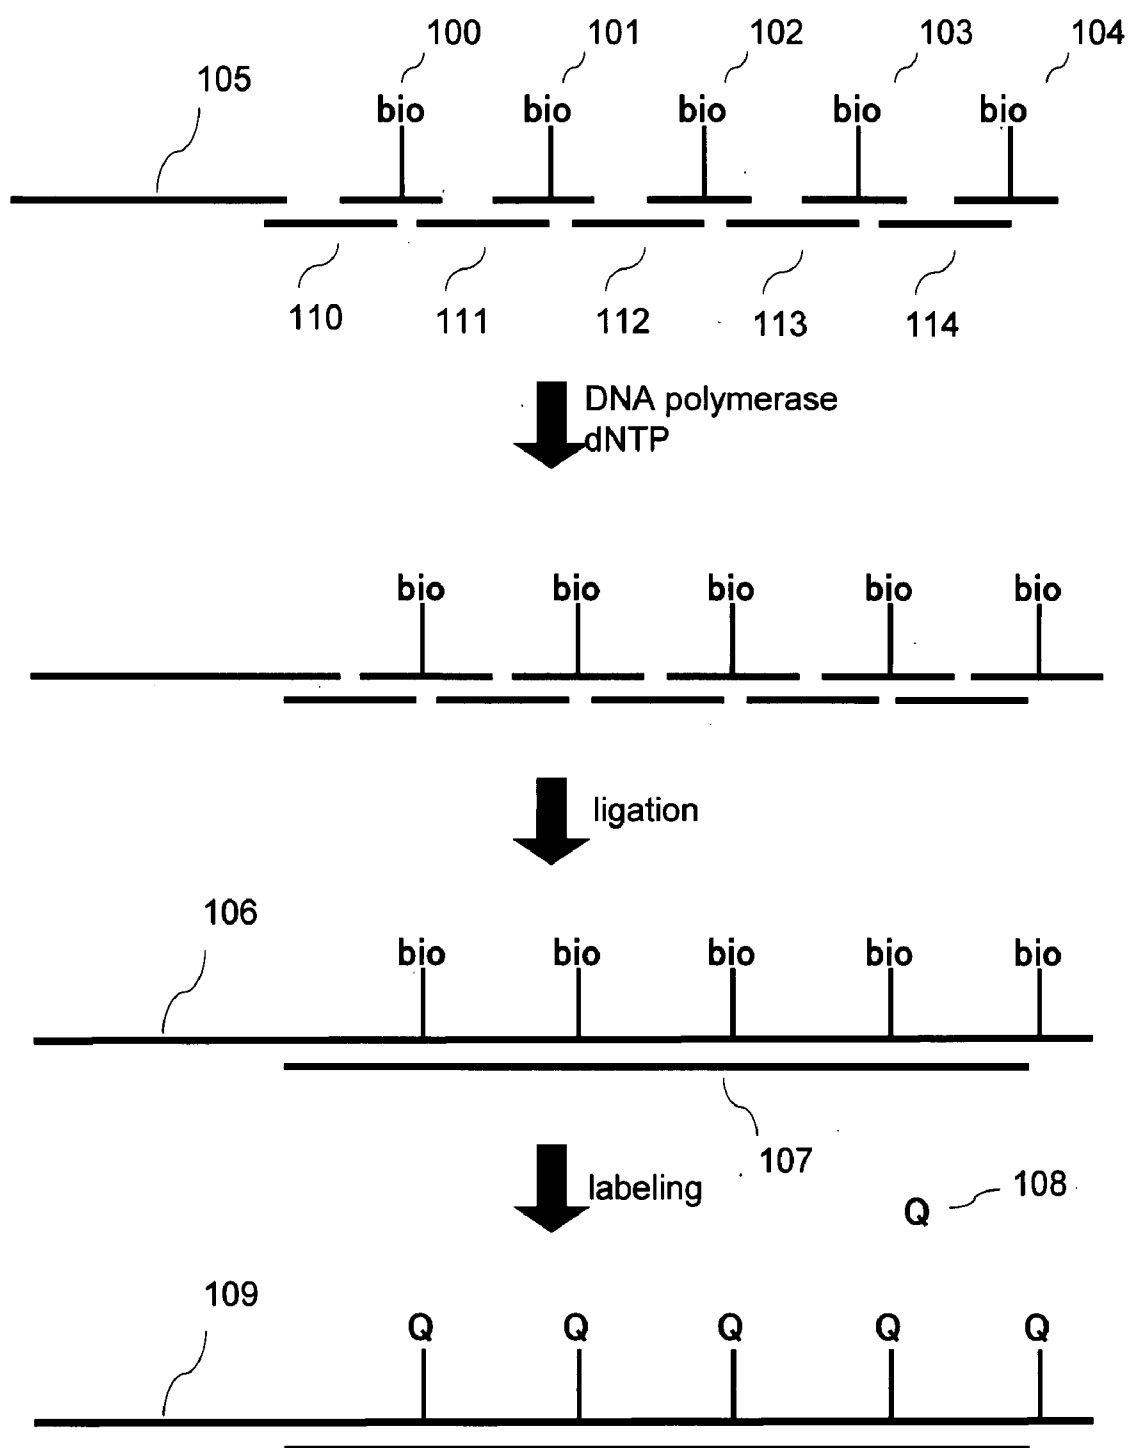 100 101 102 103 104
105
bio bio bio bio bio
110 111 112 113 114
DNA polymerase
dNTP
bio bio bio bio bio
ligation
106
bio bio bio bio bio
107
labeling
Q 108
109
Q Q Q Q Q